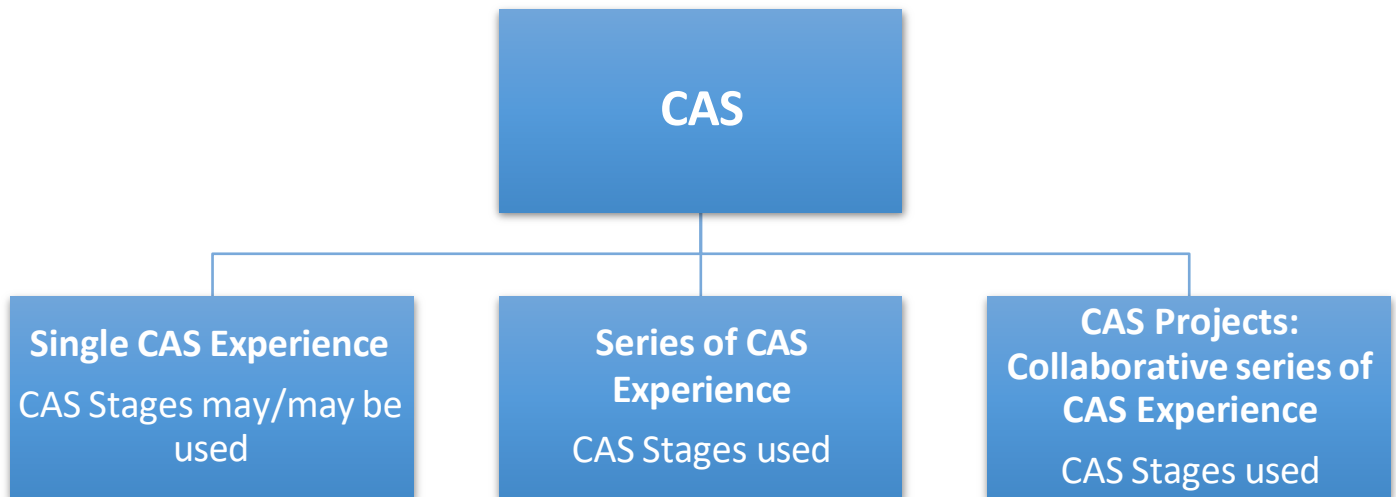 CAS
Single CAS Experience
CAS Stages may/may be
used
Series of CAS
Experience
CAS Stages used
CAS Projects:
Collaborative series of
CAS Experience
CAS Stages used